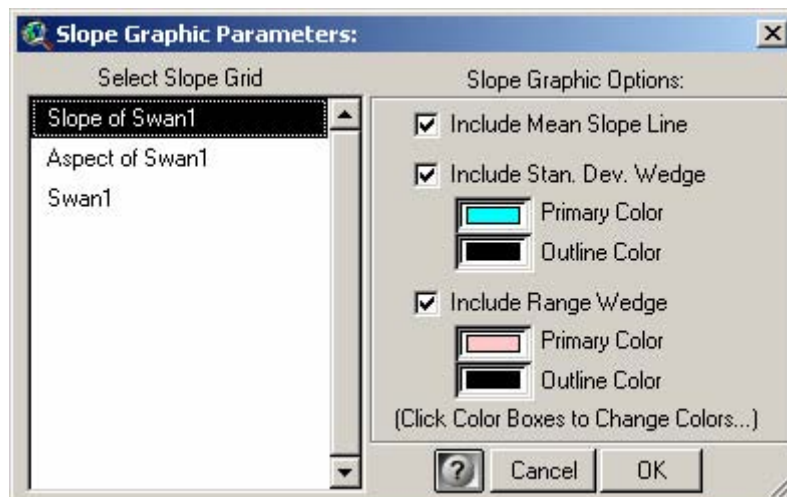 Slope Graphic Parameters:
Select Slope Grid
Slope of Swan1
Aspect of Swan1
Swan1
Slope Graphic Options:
Include Mean Slope Line
Include Stan. Dev. Wedge
Primary Color
Outline Color
Include Range Wedge
Primary Color
Outline Color
(Click Color Boxes to Change Colors...)
? Cancel OK